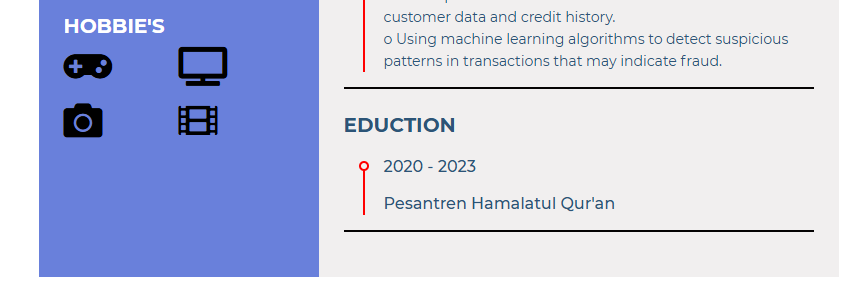 HOBBIE'S
customer data and credit history.
o Using machine learning algorithms to detect suspicious
patterns in transactions that may indicate fraud.
EDUCTION
2020 - 2023
Pesantren Hamalatul Qur'an